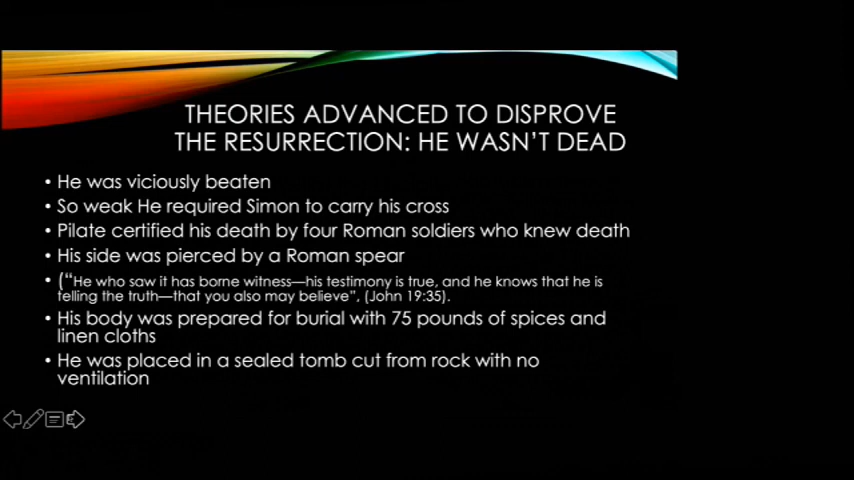 THEORIES ADVANCED TO DISPROVE
THE RESURRECTION: HE WASN'T DEAD
• He was viciously beaten
• So weak He required Simon to carry his cross
• Pilate certified his death by four Roman soldiers who knew death
• His side was pierced by a Roman spear
• (“He who saw it has borne witness—his testimony is true, and he knows that he is
telling the truth—that you also may believe”, (John 19:35).
• His body was prepared for burial with 75 pounds of spices and
linen cloths
• He was placed in a sealed tomb cut from rock with no
ventilation